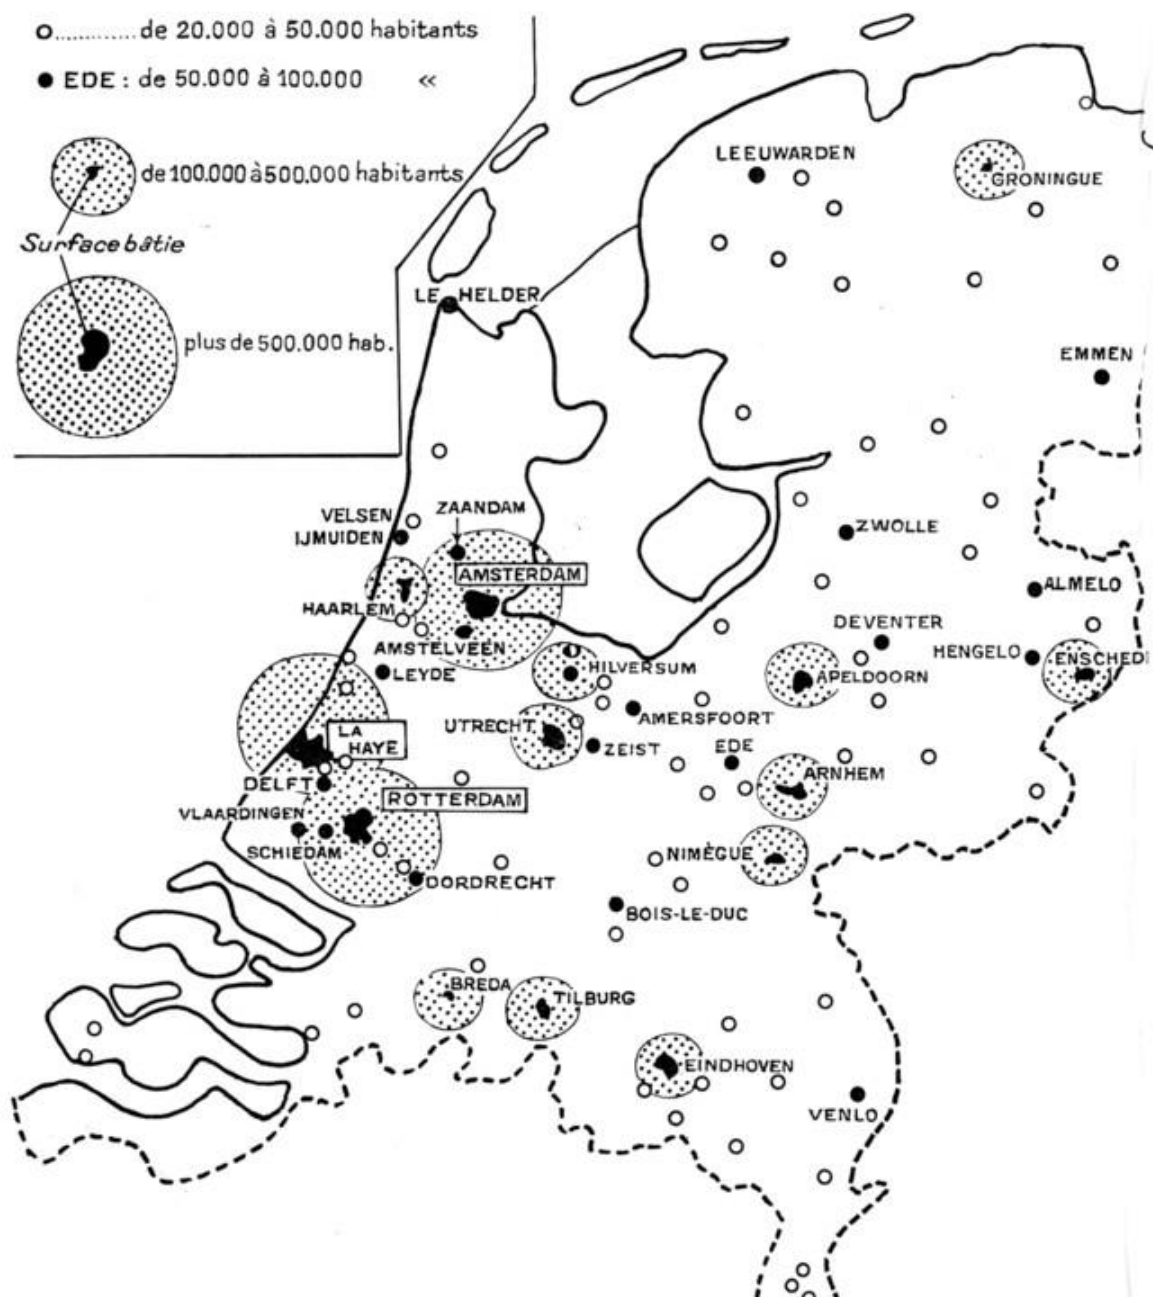 de 20.000 à 50.000 habitants
EDE : de 50.000 à 100.000 «
de 100.000 à 500.000 habitants
Surface bâtie
plus de 500.000 hab.
LEEUWARDEN
GRONINGUE
LE HELDER
EMMEN
VELSEN
IJMUIDEN
ZAANDAM
ZWOLLE
AMSTERDAM
ALMELO
HAARLEM
AMSTELVEEN
DEVENTER
HENGELO
ENSCHEDE
LEYDE
HILVERSUM
APELDOORN
AMERSFOORT
UTRECHT
LA
HAYE
ZEIST
EDE
ARNHEM
DELFT
ROTTERDAM
VLAARDINGEN
SCHIEDAM
NIMÈGUE
DORDRECHT
BOIS-LE-DUC
BREDA
TILBURG
EINDHOVEN
VENLO